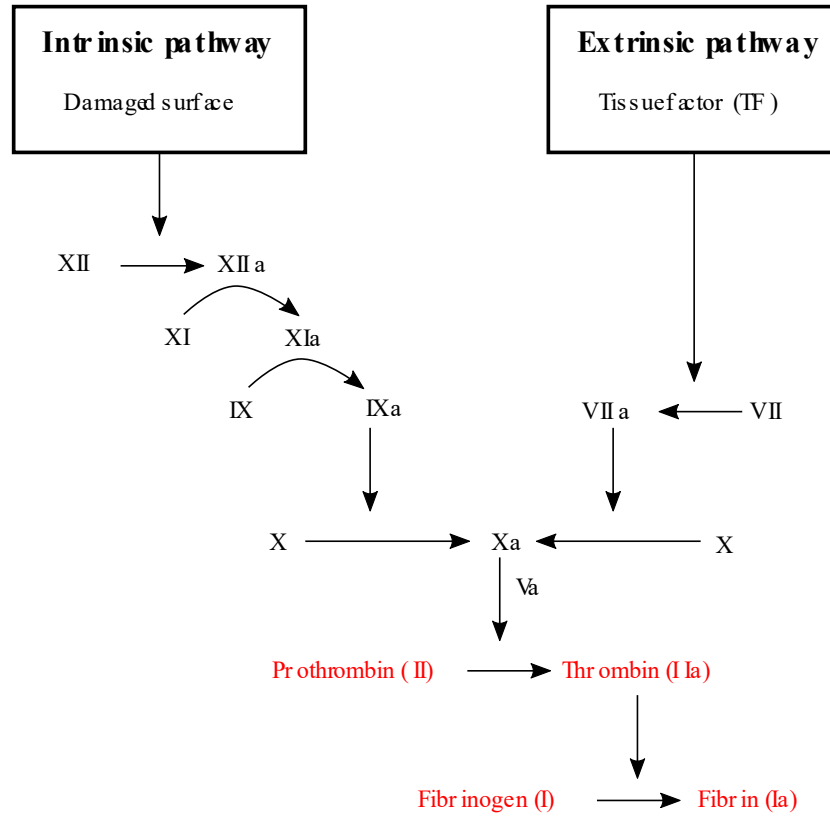 Intrinsic pathway
Damaged surface
Extrinsic pathway
Tissue factor (TF)
XII
XIIa
XI
XIa
IX
IXa
VIIa
VII
X
Xa
X
Va
Prothrombin (II)
Thrombin (IIa)
Fibrinogen (I)
Fibrin (Ia)